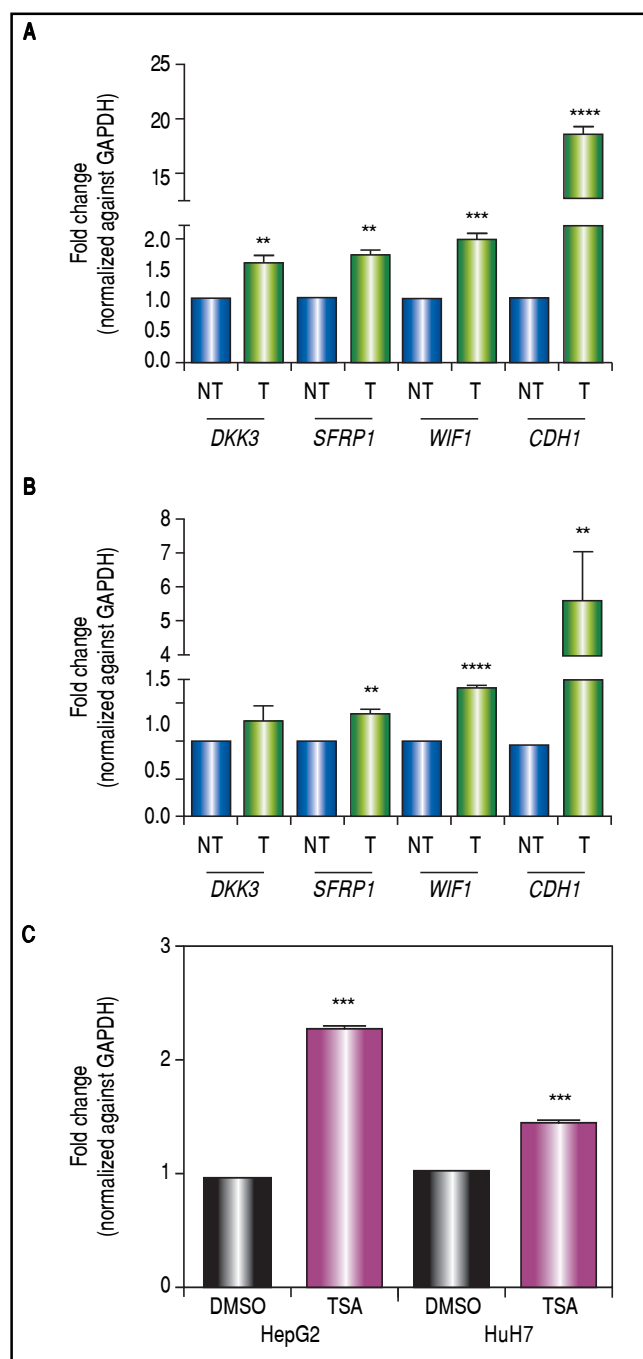 A
Fold change
(normalized against GAPDH)
25
20
15
2.0
1.5
1.0
0.5
0.0
**
**
***
****
NT T NT T NT T NT T
DKK3 SFRP1 WIF1 CDH1
B
Fold change
(normalized against GAPDH)
8
7
6
5
4
1.5
1.0
0.5
0.0
**
****
**
NT T NT T NT T NT T
DKK3 SFRP1 WIF1 CDH1
C
Fold change
(normalized against GAPDH)
3
2
1
0
***
***
DMSO TSA DMSO TSA
HepG2 HuH7